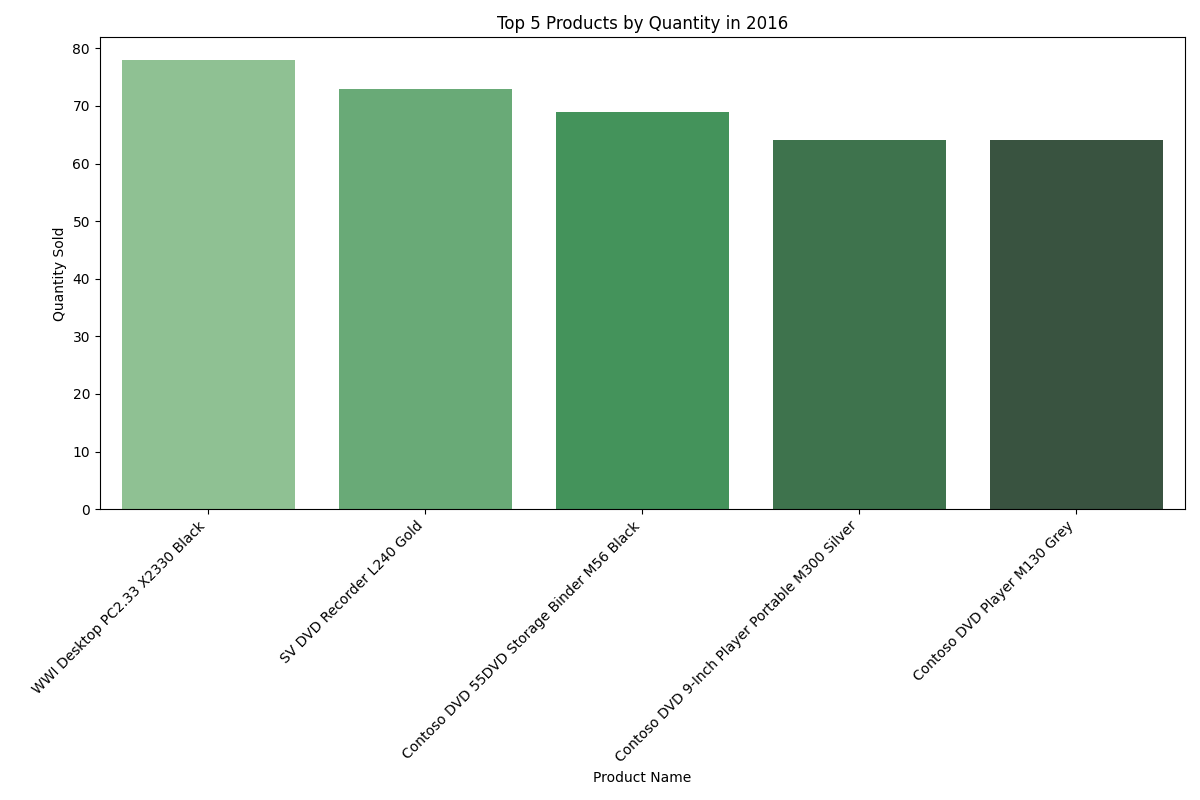 Top 5 Products by Quantity in 2016
Quantity Sold
80
70
60
50
40
30
20
10
0
WWI Desktop PC2.33 X2330 Black
SV DVD Recorder L240 Gold
Contoso DVD 55DVD Storage Binder M56 Black
Contoso DVD 9-Inch Player Portable M300 Silver
Contoso DVD Player M130 Grey
Product Name